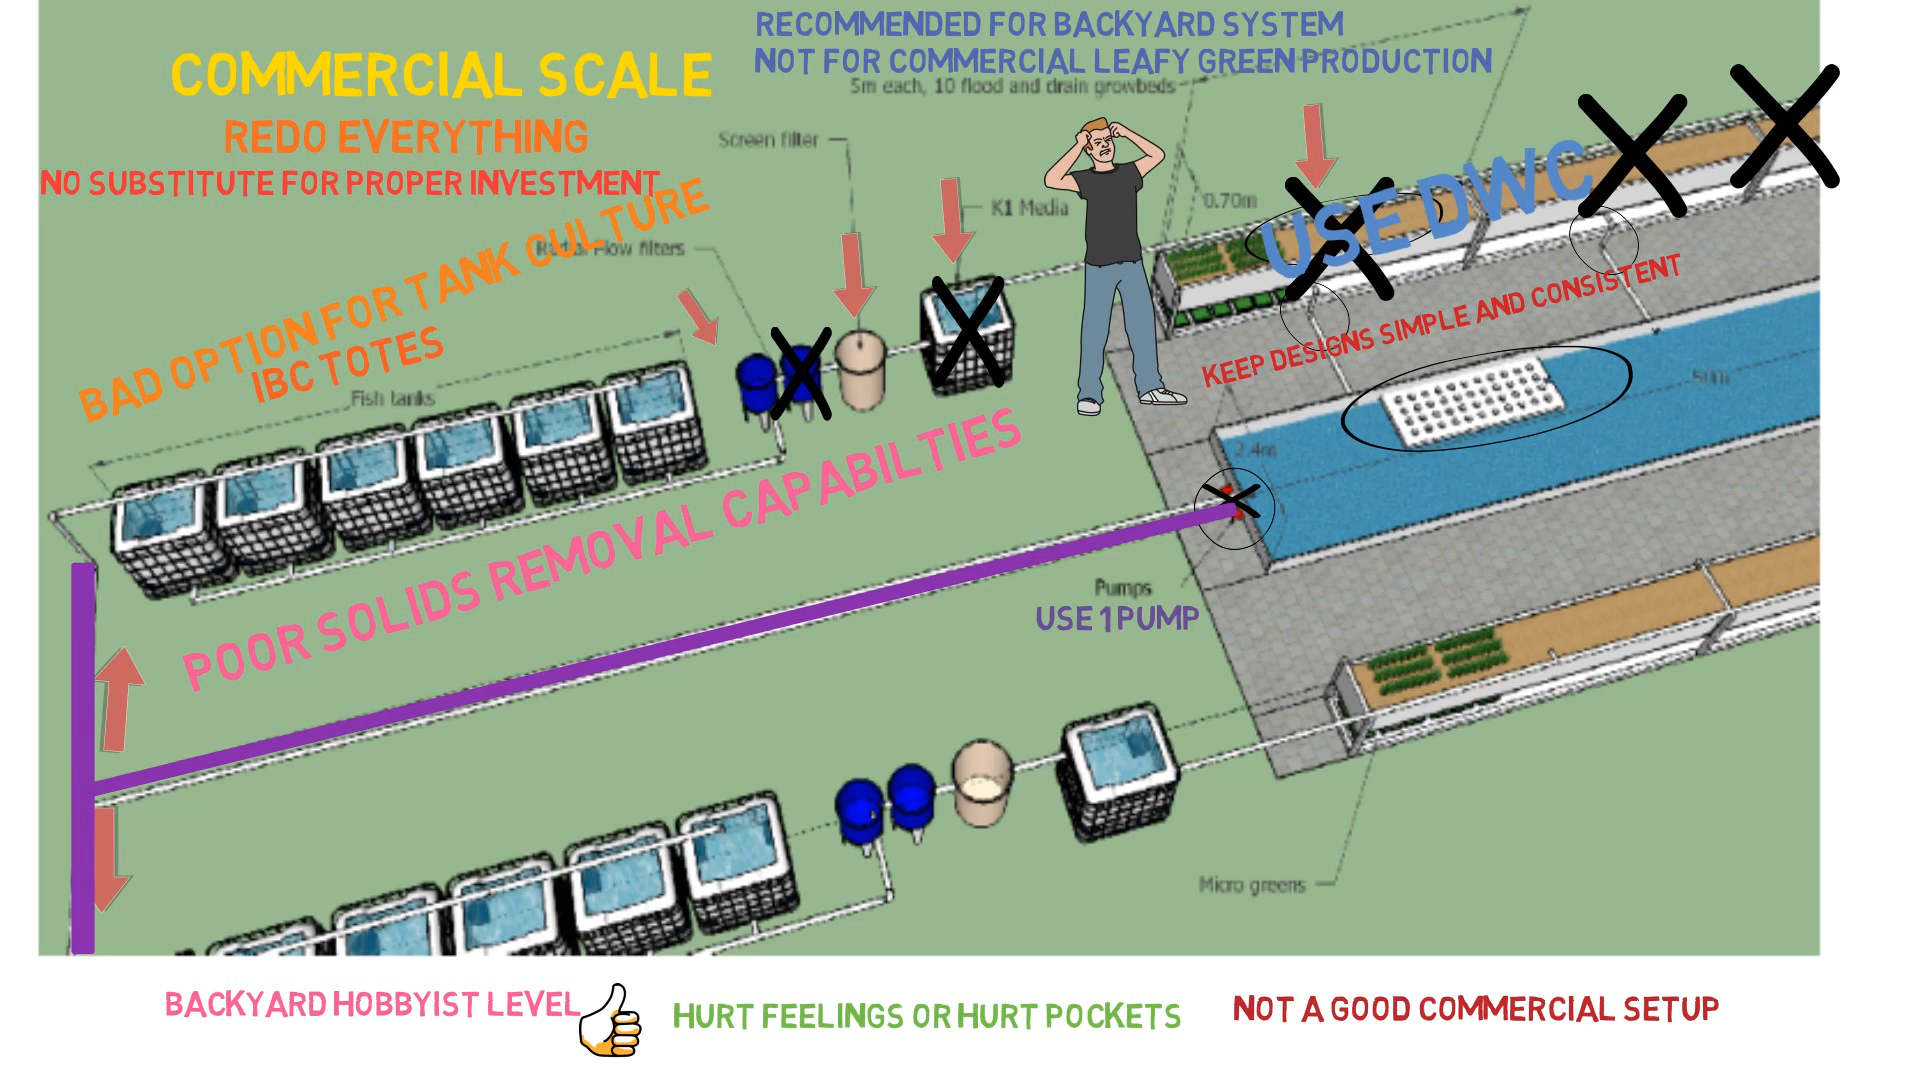 RECOMMENDED FOR BACKYARD SYSTEM
NOT FOR COMMERCIAL LEAFY GREEN PRODUCTION
COMMERCIAL SCALE
REDO EVERYTHING
NO SUBSTITUTE FOR PROPER INVESTMENT
5m each, 10 flood and drain growbeds
Screen filter
K1 Media
0.70m
USE DWC
BAD OPTION FOR TANK CULTURE
IBC TOTES
Radial Flow filters
KEEP DESIGNS SIMPLE AND CONSISTENT
Fish tanks
50m
2.4m
POOR SOLIDS REMOVAL CAPABILTIES
Pumps
USE 1 PUMP
Micro greens
BACKYARD HOBBYIST LEVEL
HURT FEELINGS OR HURT POCKETS
NOT A GOOD COMMERCIAL SETUP